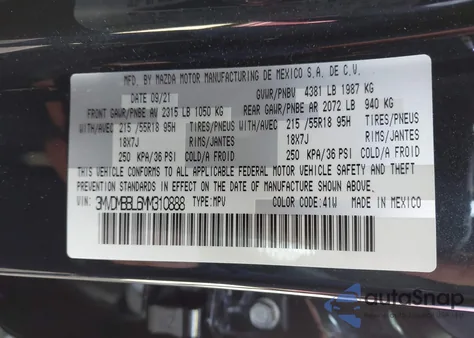 MFD. BY MAZDA MOTOR MANUFACTURING DE MEXICO S.A. DE C.V.
DATE 09/21 GVWR/PNBV 4381 LB 1987 KG
FRONT GAWR/PNBE AV 2315 LB 1050 KG REAR GAWR/PNBE AR 2072 LB 940 KG
WITH/AVEC 215 /55R18 95H TIRES/PNEUS WITH/AVEC 215 /55R18 95H TIRES/PNEUS
18X7J RIMS/JANTES 18X7J RIMS/JANTES
250 KPA/36 PSI COLD/A FROID 250 KPA/36 PSI COLD/A FROID
THIS VEHICLE CONFORMS TO ALL APPLICABLE FEDERAL MOTOR VEHICLE SAFETY AND THEFT
PREVENTION STANDARDS IN EFFECT ON THE DATE OF MANUFACTURE SHOWN ABOVE.
VIN: 3MVDMBBL6MM310888 TYPE:MPV COLOR CODE:41W MADE IN MEXICO
autoSnap